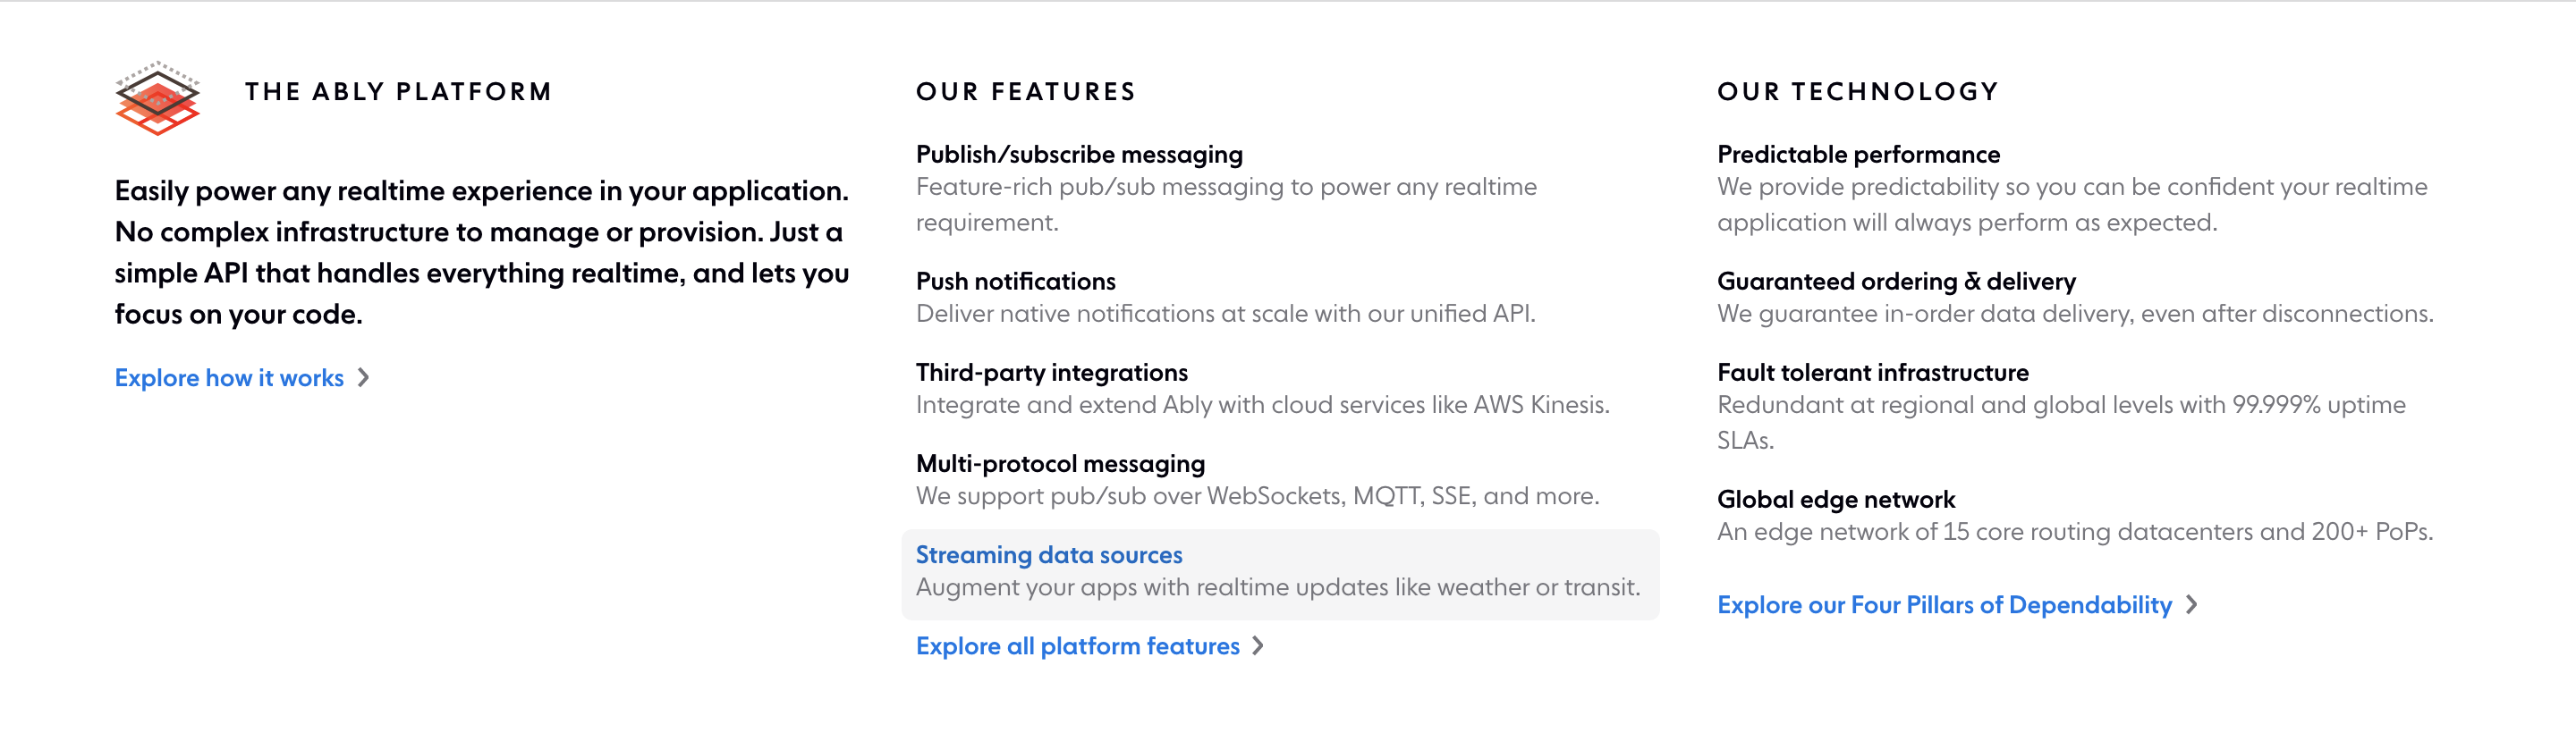 THE ABLY PLATFORM
Easily power any realtime experience in your application.
No complex infrastructure to manage or provision. Just a
simple API that handles everything realtime, and lets you
focus on your code.
Explore how it works
OUR FEATURES
Publish/subscribe messaging
Feature-rich pub/sub messaging to power any realtime
requirement.
Push notifications
Deliver native notifications at scale with our unified API.
Third-party integrations
Integrate and extend Ably with cloud services like AWS Kinesis.
Multi-protocol messaging
We support pub/sub over WebSockets, MQTT, SSE, and more.
Streaming data sources
Augment your apps with realtime updates like weather or transit.
Explore all platform features
OUR TECHNOLOGY
Predictable performance
We provide predictability so you can be confident your realtime
application will always perform as expected.
Guaranteed ordering & delivery
We guarantee in-order data delivery, even after disconnections.
Fault tolerant infrastructure
Redundant at regional and global levels with 99.999% uptime
SLAs.
Global edge network
An edge network of 15 core routing datacenters and 200+ PoPs.
Explore our Four Pillars of Dependability